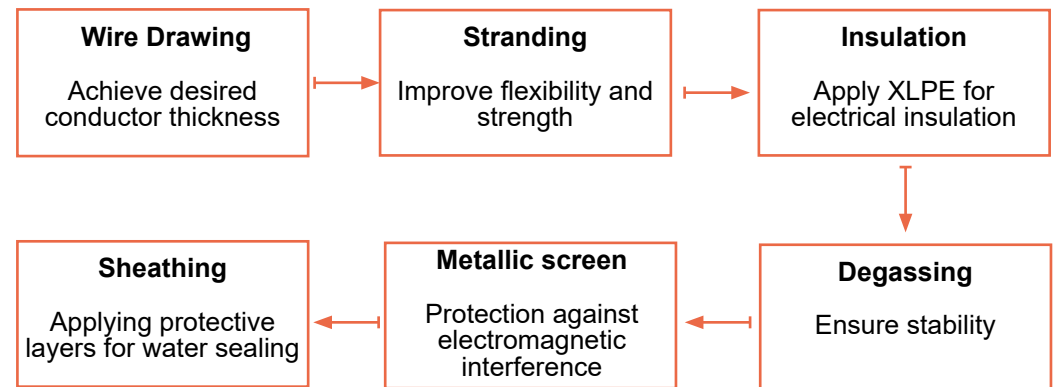 Wire Drawing
Achieve desired
conductor thickness
Stranding
Improve flexibility and
strength
Insulation
Apply XLPE for
electrical insulation
Degassing
Ensure stability
Metallic screen
Protection against
electromagnetic
interference
Sheathing
Applying protective
layers for water sealing